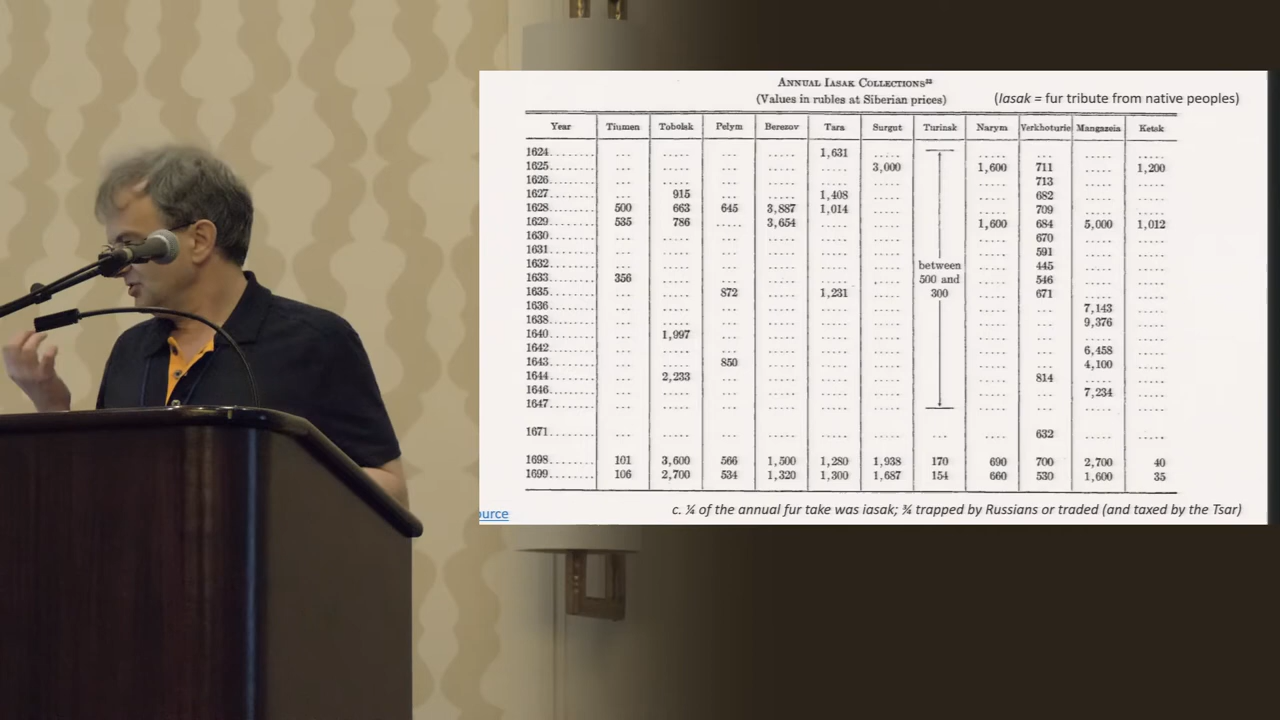 ANNUAL IASAK COLLECTIONS²²
(Values in rubles at Siberian prices)
(Iasak = fur tribute from native peoples)
Year Tiumen Tobolsk Pelym Berezov Tara Surgut Turinsk Narym Verkhoturie Mangazeia Ketsk
1624........ ... ..... ... ..... 1,631 ..... ..... ... ..... .....
1625........ ... ..... ... ..... ..... 3,000 1,600 711 ..... 1,200
1626........ ... ..... ... ..... ..... ..... ..... 713 ..... .....
1627........ ... 915 ... ..... 1,408 ..... ..... 682 ..... .....
1628........ 500 663 645 3,887 1,014 ..... ..... 709 ..... .....
1629........ 535 786 ..... 3,654 ..... ..... 1,600 684 5,000 1,012
1630........ ... ..... ... ..... ..... ..... ..... 670 ..... .....
1631........ ... ..... ... ..... ..... ..... ..... 591 ..... .....
1632........ ... ..... ... ..... ..... ..... between ..... 445 ..... .....
1633........ 356 ..... ... ..... ..... ..... 500 and ..... 546 ..... .....
1635........ ... ..... 872 ..... 1,231 ..... 300 ..... 671 ..... .....
1636........ ... ..... ... ..... ..... ..... ..... ... 7,143 .....
1638........ ... ..... ... ..... ..... ..... ..... ... 9,376 .....
1640........ ... 1,997 ... ..... ..... ..... ..... ... ..... .....
1642........ ... ..... ... ..... ..... ..... ..... ... 6,458 .....
1643........ ... ..... 850 ..... ..... ..... ..... ... 4,100 .....
1644........ ... 2,233 ... ..... ..... ..... ..... 814 ..... .....
1646........ ... ..... ... ..... ..... ..... ..... ... 7,234 .....
1647........ ... ..... ... ..... ..... ..... ..... ... ..... .....
1671........ ... ..... ... ..... ..... ..... ... ..... 632 ..... .....
1698........ 101 3,600 566 1,500 1,280 1,938 170 690 700 2,700 40
1699........ 106 2,700 534 1,320 1,300 1,687 154 660 530 1,600 35
ource
c. ¼ of the annual fur take was iasak; ¾ trapped by Russians or traded (and taxed by the Tsar)